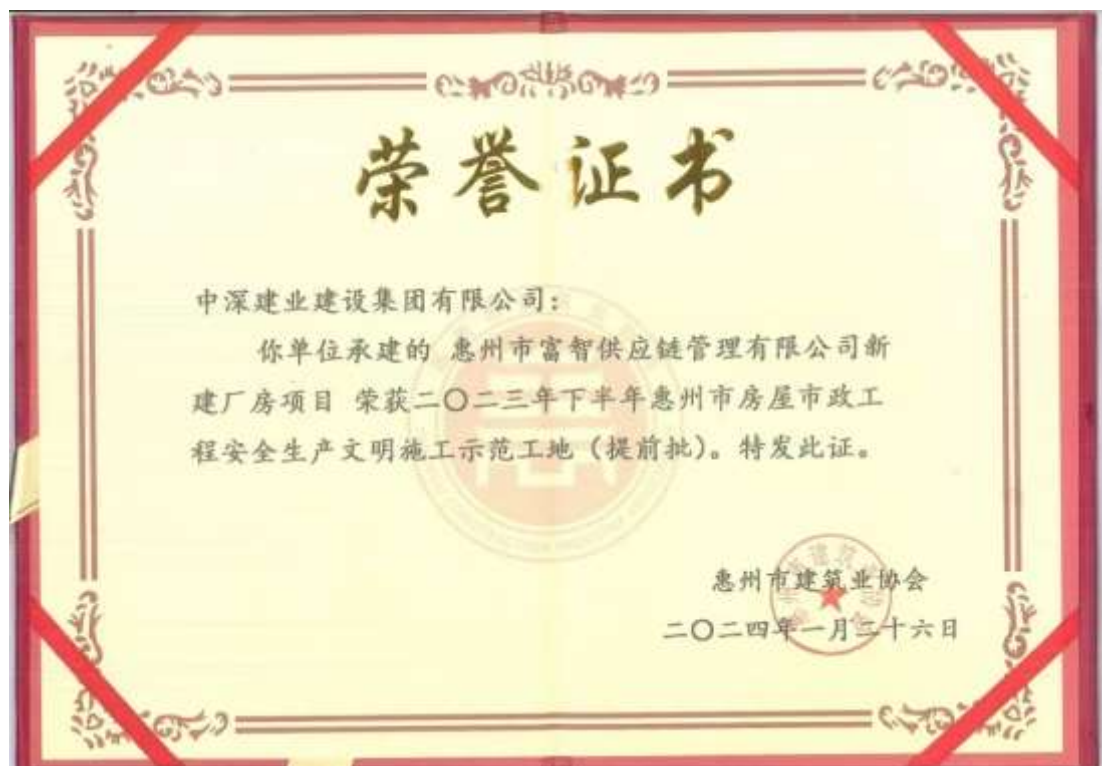 荣誉证书
中深建业建设集团有限公司：
你单位承建的 惠州市富智供应链管理有限公司新
建厂房项目 荣获二〇二三年下半年惠州市房屋市政工
程安全生产文明施工示范工地（提前批）。特发此证。
惠州市建筑业协会
二〇二四年一月二十六日